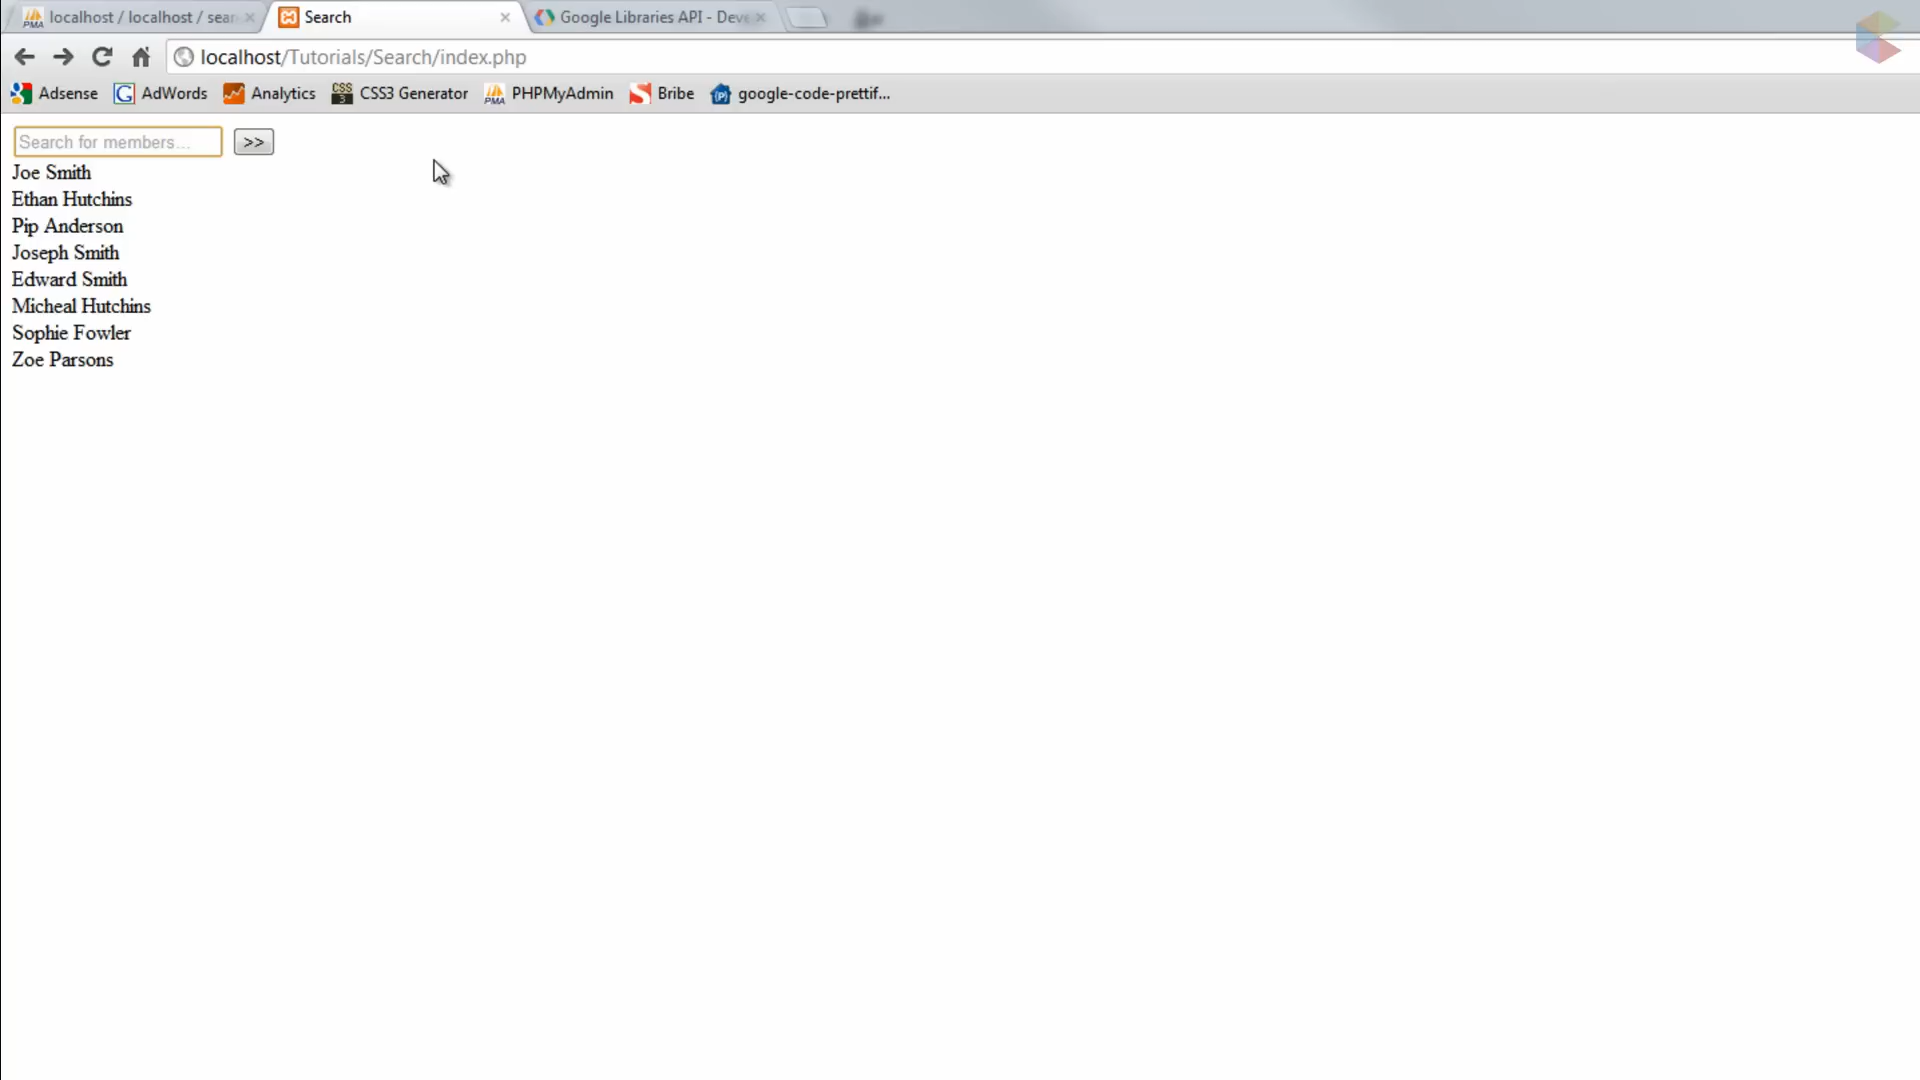 localhost / localhost / sear
Search
Google Libraries API - Deve
localhost/Tutorials/Search/index.php
Adsense
AdWords
Analytics
CSS3 Generator
PHPMyAdmin
Bribe
google-code-prettif...
Search for members...
>>
Joe Smith
Ethan Hutchins
Pip Anderson
Joseph Smith
Edward Smith
Micheal Hutchins
Sophie Fowler
Zoe Parsons